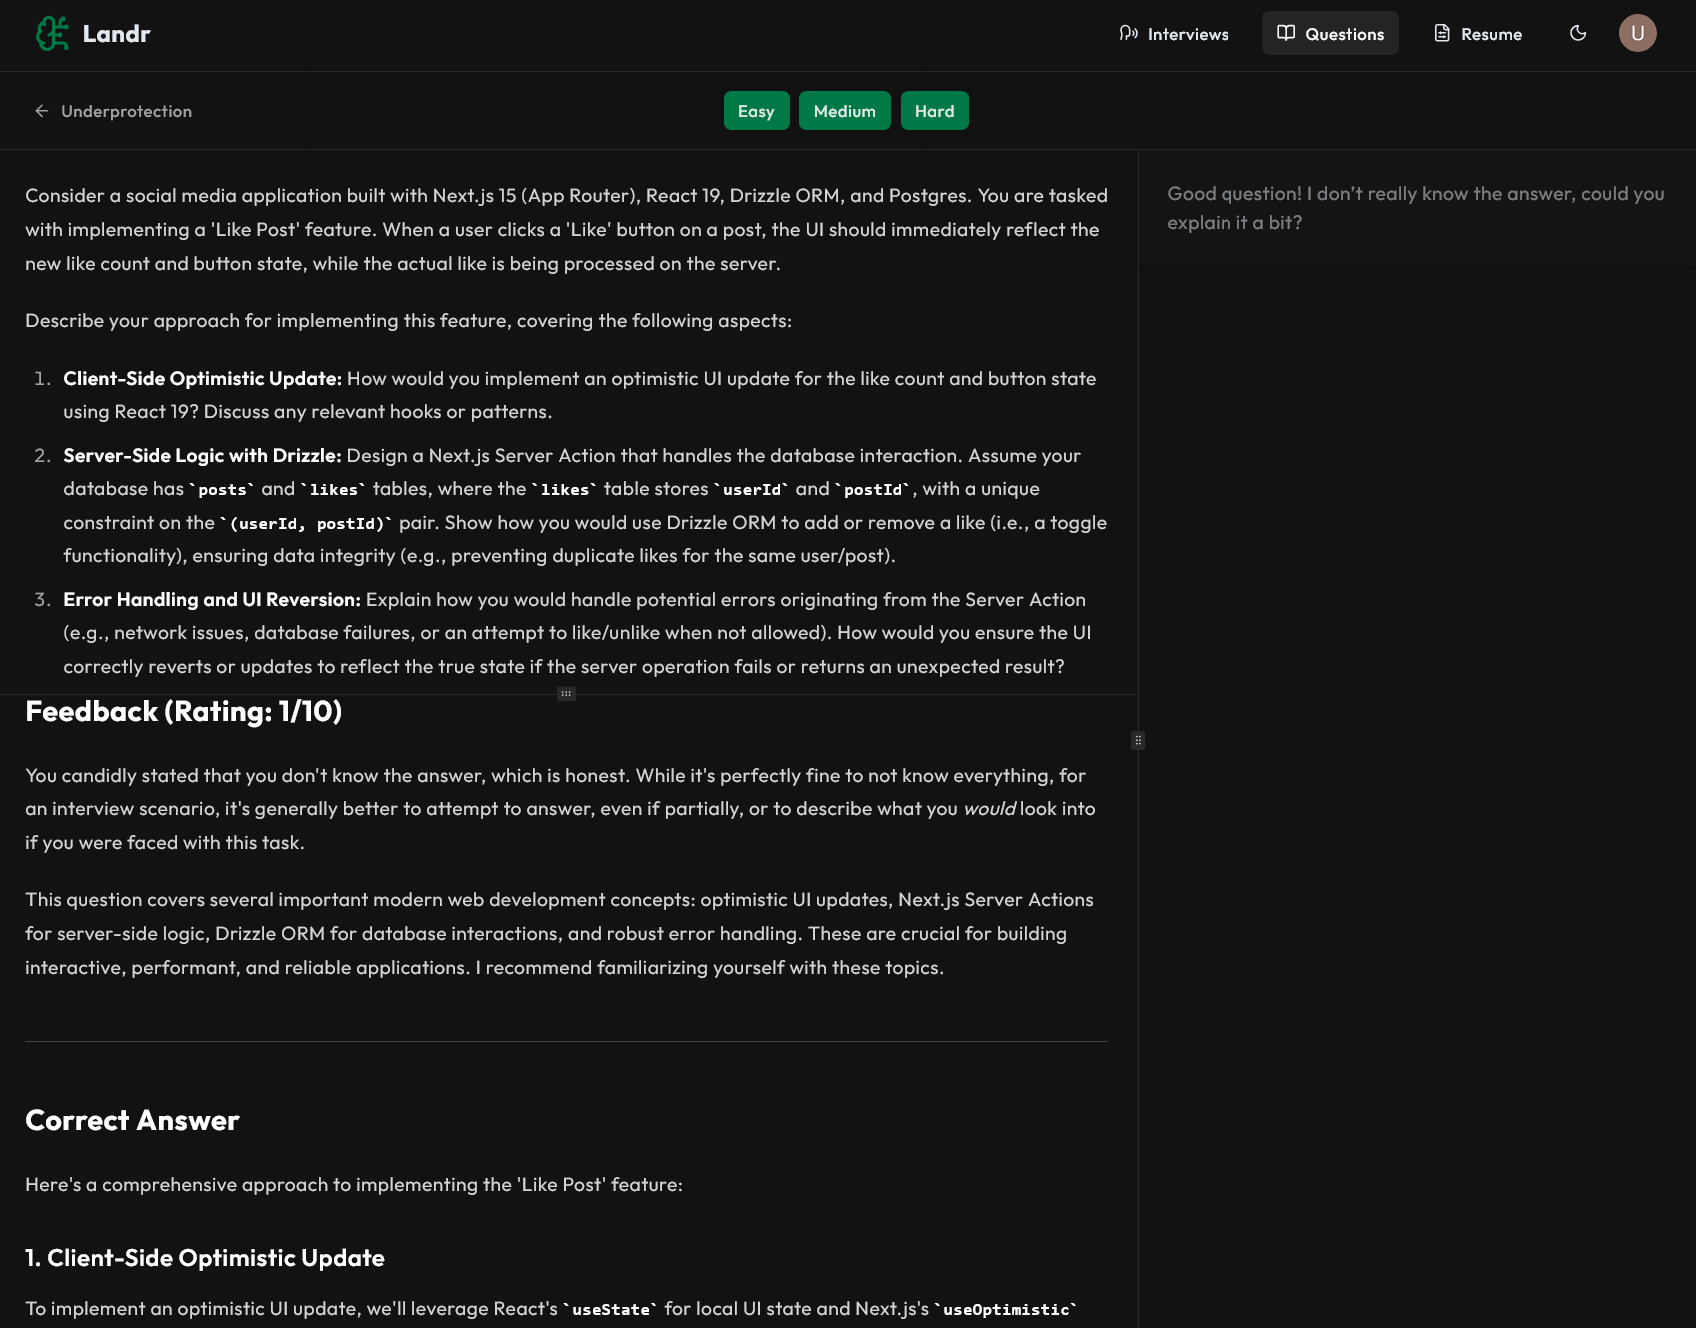 Landr
Interviews
Questions
Resume
U
Underprotection
Easy
Medium
Hard
Consider a social media application built with Next.js 15 (App Router), React 19, Drizzle ORM, and Postgres. You are tasked
with implementing a 'Like Post' feature. When a user clicks a 'Like' button on a post, the UI should immediately reflect the
new like count and button state, while the actual like is being processed on the server.
Describe your approach for implementing this feature, covering the following aspects:
1. Client-Side Optimistic Update: How would you implement an optimistic UI update for the like count and button state
using React 19? Discuss any relevant hooks or patterns.
2. Server-Side Logic with Drizzle: Design a Next.js Server Action that handles the database interaction. Assume your
database has `posts` and `likes` tables, where the `likes` table stores `userId` and `postId`, with a unique
constraint on the `(userId, postId)` pair. Show how you would use Drizzle ORM to add or remove a like (i.e., a toggle
functionality), ensuring data integrity (e.g., preventing duplicate likes for the same user/post).
3. Error Handling and UI Reversion: Explain how you would handle potential errors originating from the Server Action
(e.g., network issues, database failures, or an attempt to like/unlike when not allowed). How would you ensure the UI
correctly reverts or updates to reflect the true state if the server operation fails or returns an unexpected result?
Feedback (Rating: 1/10)
You candidly stated that you don't know the answer, which is honest. While it's perfectly fine to not know everything, for
an interview scenario, it's generally better to attempt to answer, even if partially, or to describe what you would look into
if you were faced with this task.
This question covers several important modern web development concepts: optimistic UI updates, Next.js Server Actions
for server-side logic, Drizzle ORM for database interactions, and robust error handling. These are crucial for building
interactive, performant, and reliable applications. I recommend familiarizing yourself with these topics.
Correct Answer
Here's a comprehensive approach to implementing the 'Like Post' feature:
1. Client-Side Optimistic Update
To implement an optimistic UI update, we'll leverage React's `useState` for local UI state and Next.js's `useOptimistic`
Good question! I don't really know the answer, could you
explain it a bit?